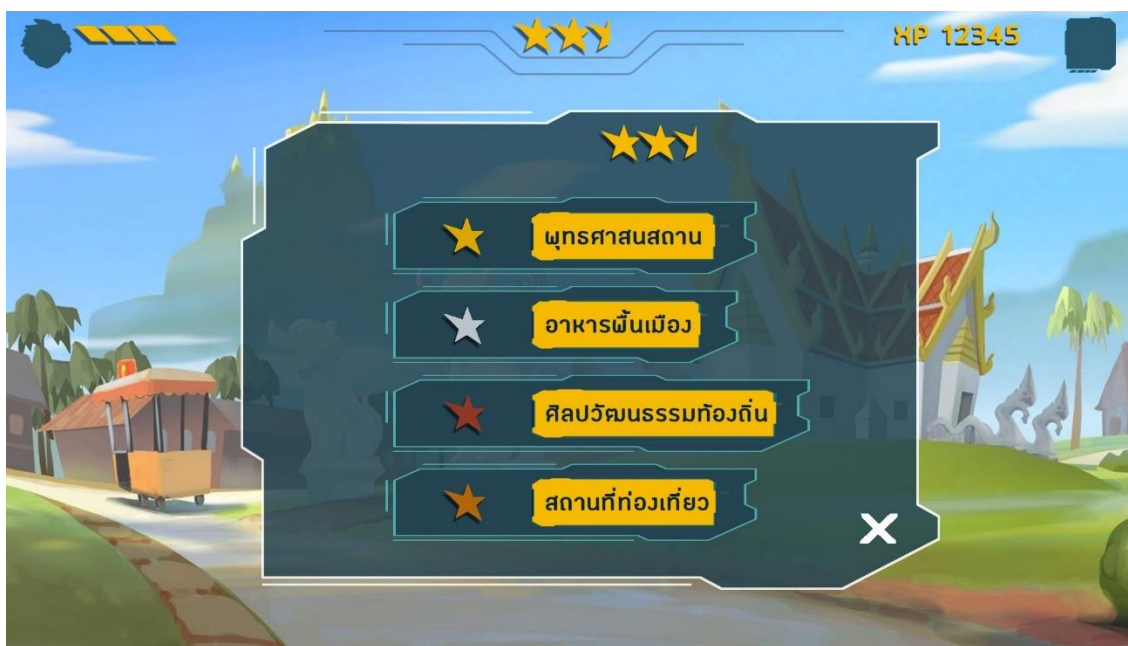 XP 12345
พุทธศาสนสถาน
อาหารพื้นเมือง
ศิลปวัฒนธรรมท้องถิ่น
สถานที่ท่องเที่ยว
X